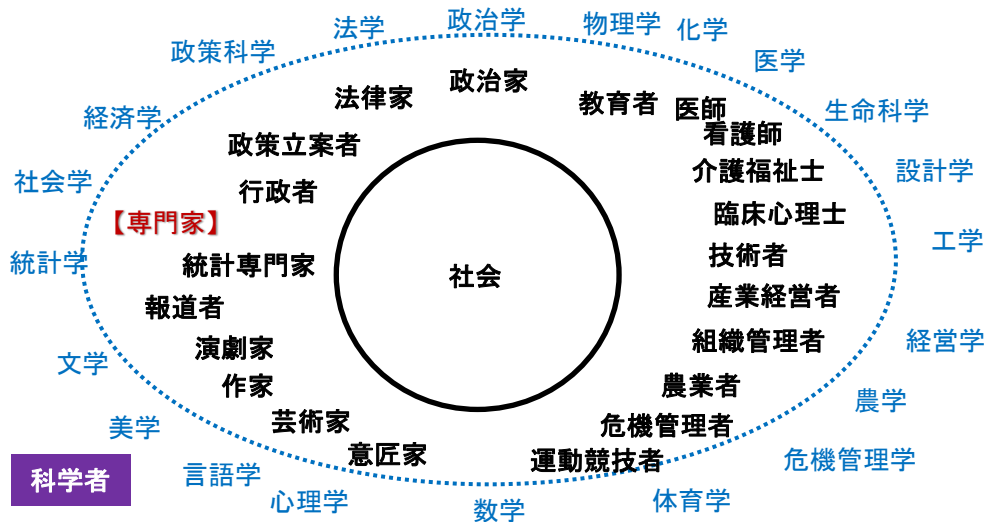 政治学
物理学
化学
法学
政策科学
医学
政治家
法律家
教育者
医師
生命科学
経済学
看護師
政策立案者
介護福祉士
設計学
社会学
行政者
臨床心理士
【専門家】
工学
統計学
統計専門家
技術者
社会
報道者
産業経営者
演劇家
組織管理者
経営学
文学
作家
農業者
農学
芸術家
危機管理者
美学
意匠家
運動競技者
危機管理学
科学者
言語学
心理学
数学
体育学